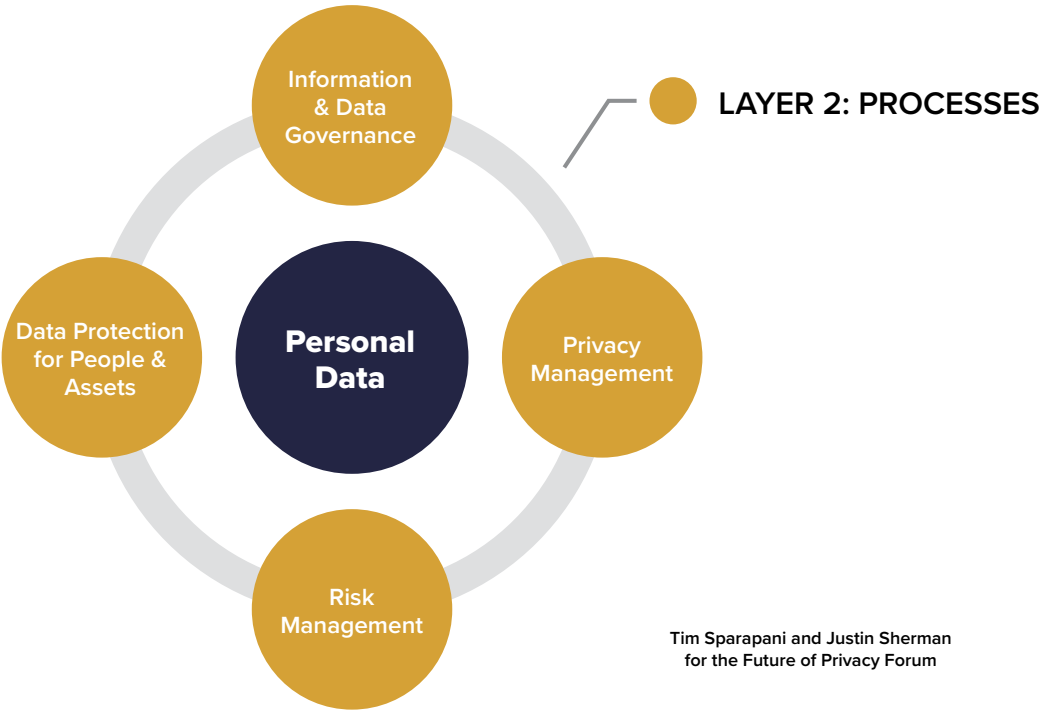 Information
& Data
Governance
LAYER 2: PROCESSES
Data Protection
for People &
Assets
Personal
Data
Privacy
Management
Risk
Management
Tim Sparapani and Justin Sherman
for the Future of Privacy Forum